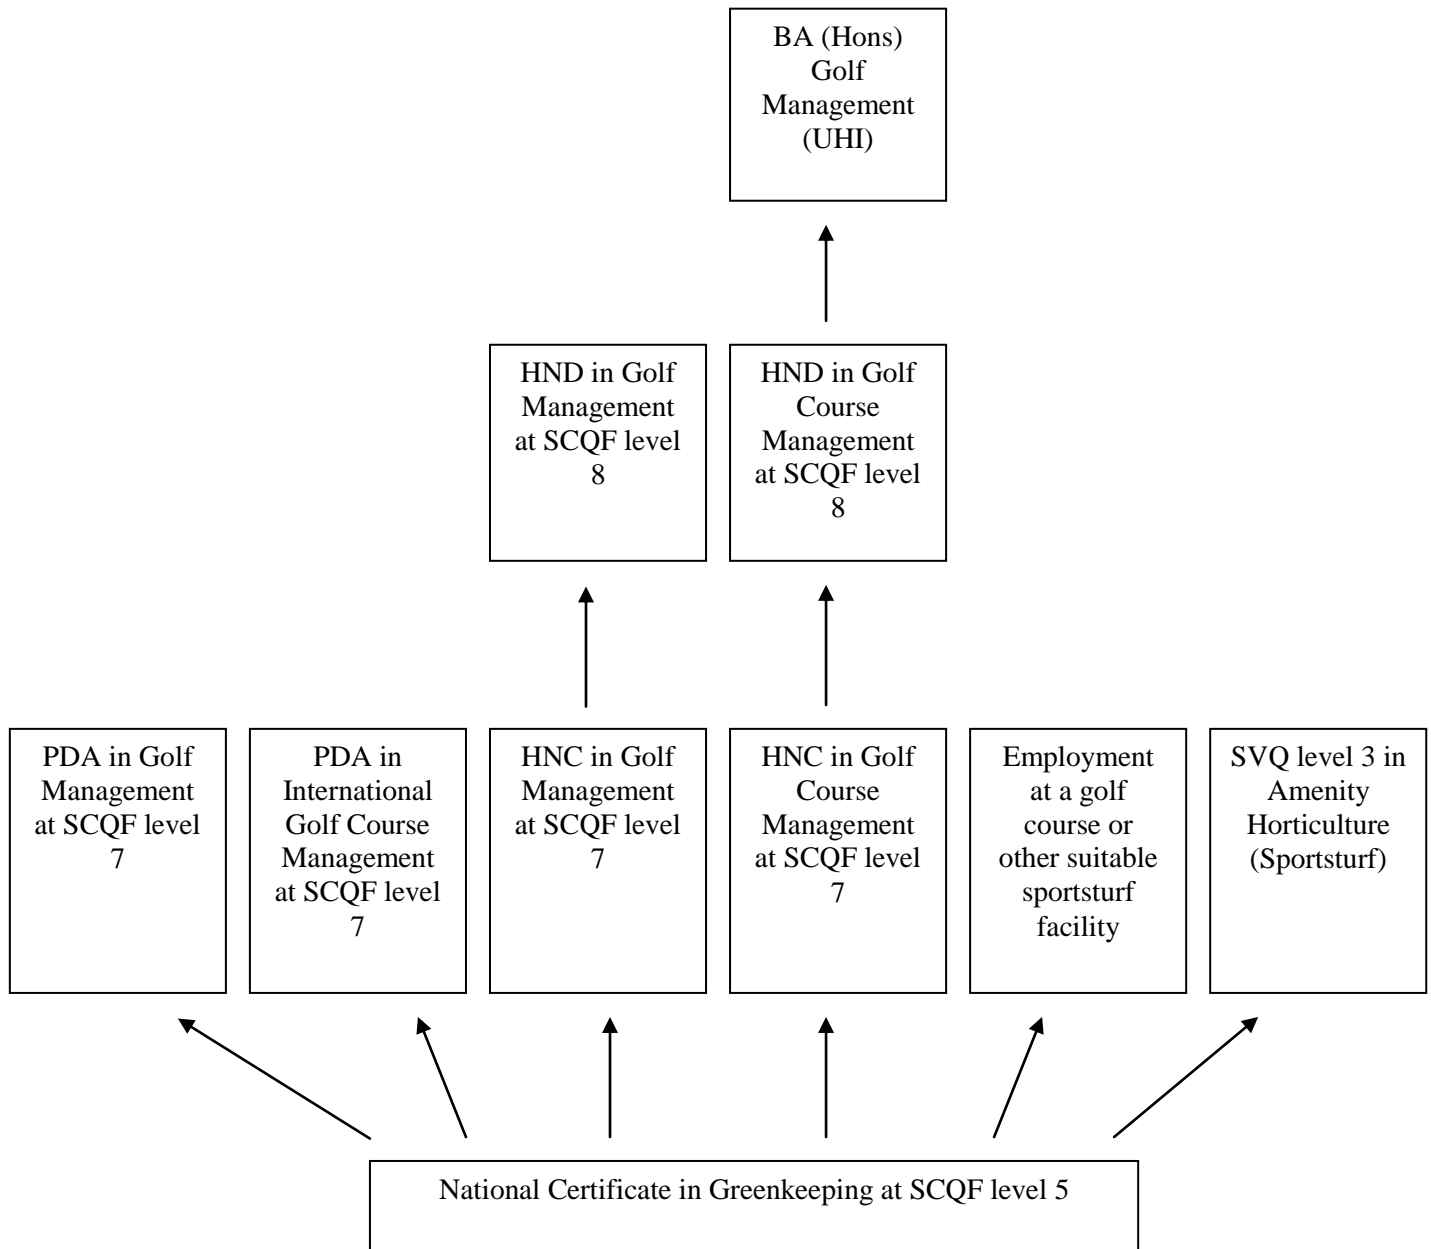 BA (Hons)
Golf
Management
(UHI)
HND in Golf
Management
at SCQF level
8
HND in Golf
Course
Management
at SCQF level
8
PDA in Golf
Management
at SCQF level
7
PDA in
International
Golf Course
Management
at SCQF level
7
HNC in Golf
Management
at SCQF level
7
HNC in Golf
Course
Management
at SCQF level
7
Employment
at a golf
course or
other suitable
sportsturf
facility
SVQ level 3 in
Amenity
Horticulture
(Sportsturf)
National Certificate in Greenkeeping at SCQF level 5